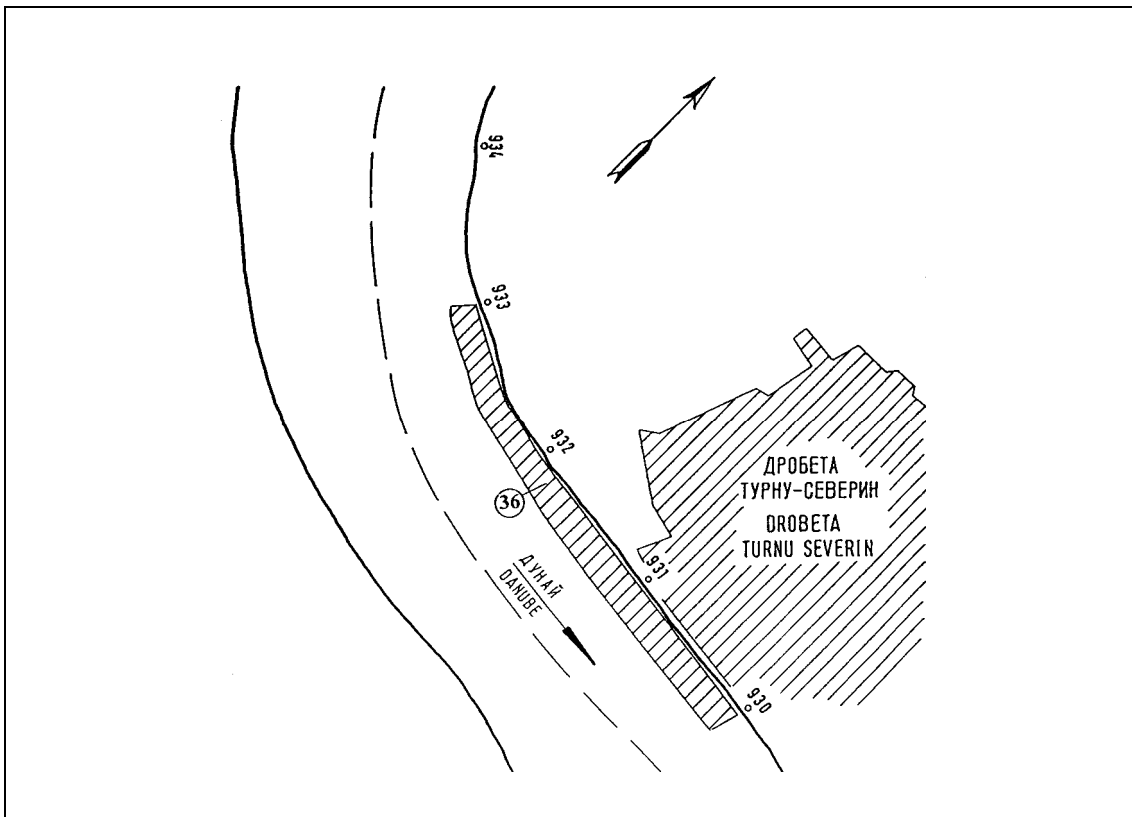 934
933
932
36
ДРОБЕТА
ТУРНУ-СЕВЕРИН
DROBETA
TURNU SEVERIN
ДУНАЙ
DANUBE
931
930